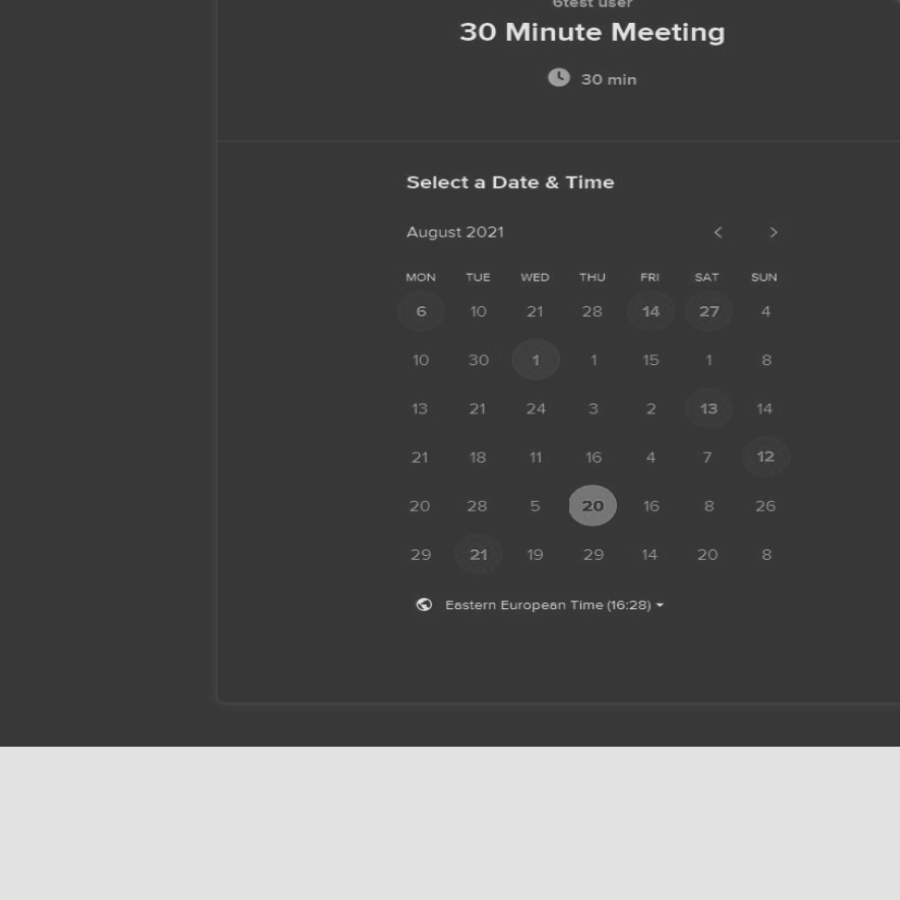 6test user
30 Minute Meeting
30 min
Select a Date & Time
August 2021
MON TUE WED THU FRI SAT SUN
6 10 21 28 14 27 4
10 30 1 1 15 1 8
13 21 24 3 2 13 14
21 18 11 16 4 7 12
20 28 5 20 16 8 26
29 21 19 29 14 20 8
Eastern European Time (16:28)